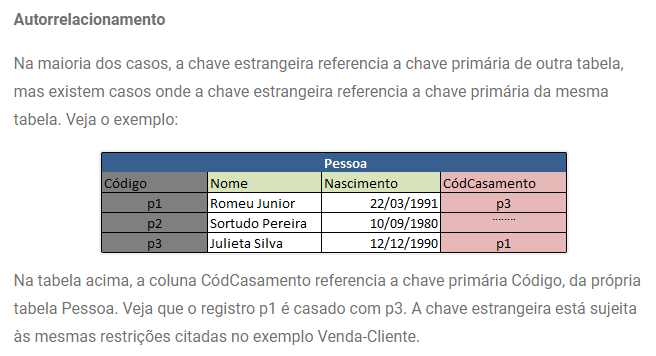 Autorrelacionamento
Na maioria dos casos, a chave estrangeira referencia a chave primária de outra tabela,
mas existem casos onde a chave estrangeira referencia a chave primária da mesma
tabela. Veja o exemplo:
Pessoa
Código Nome Nascimento CódCasamento
p1 Romeu Junior 22/03/1991 p3
p2 Sortudo Pereira 10/09/1980 --------
p3 Julieta Silva 12/12/1990 p1
Na tabela acima, a coluna CódCasamento referencia a chave primária Código, da própria
tabela Pessoa. Veja que o registro p1 é casado com p3. A chave estrangeira está sujeita
às mesmas restrições citadas no exemplo Venda-Cliente.